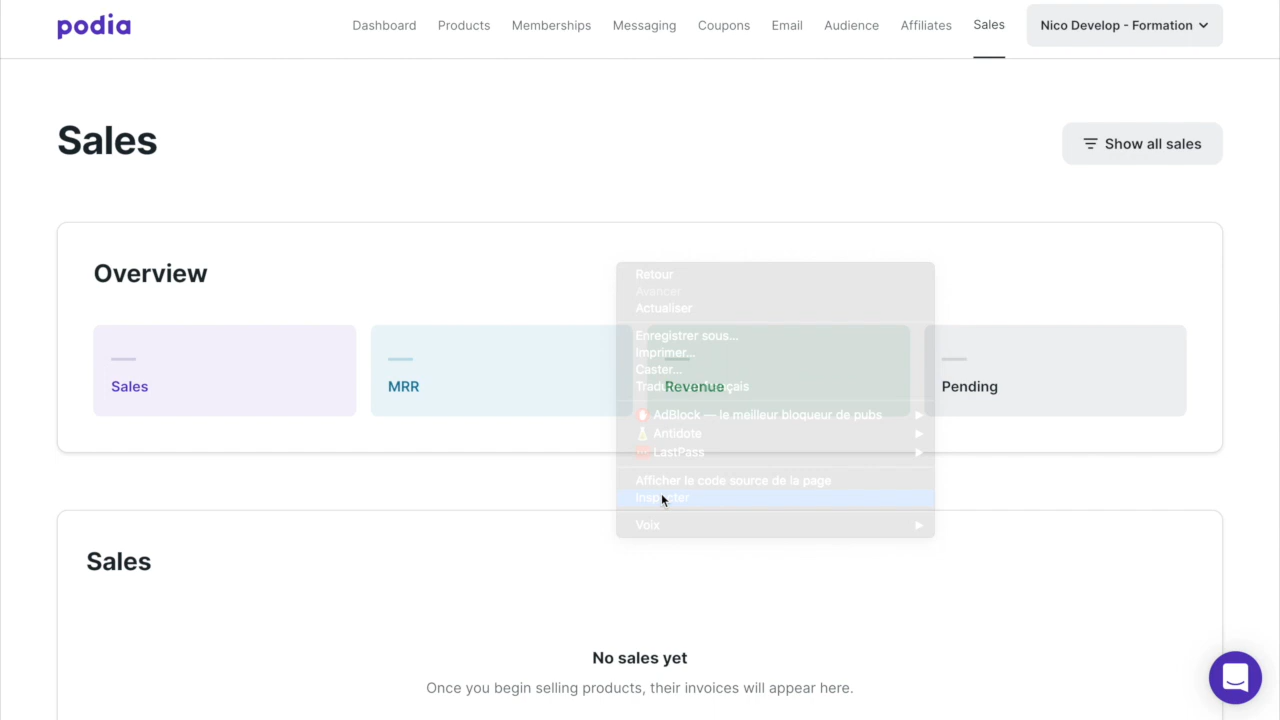 podia
Dashboard Products Memberships Messaging Coupons Email Audience Affiliates Sales Nico Develop - Formation
Sales
Show all sales
Overview
Sales
MRR
Revenue
Pending
Retour
Avancer
Actualiser
Enregistrer sous...
Imprimer...
Caster...
AdBlock — le meilleur bloqueur de pubs
Antidote
LastPass
Afficher le code source de la page
Inspecter
Voix
Sales
No sales yet
Once you begin selling products, their invoices will appear here.